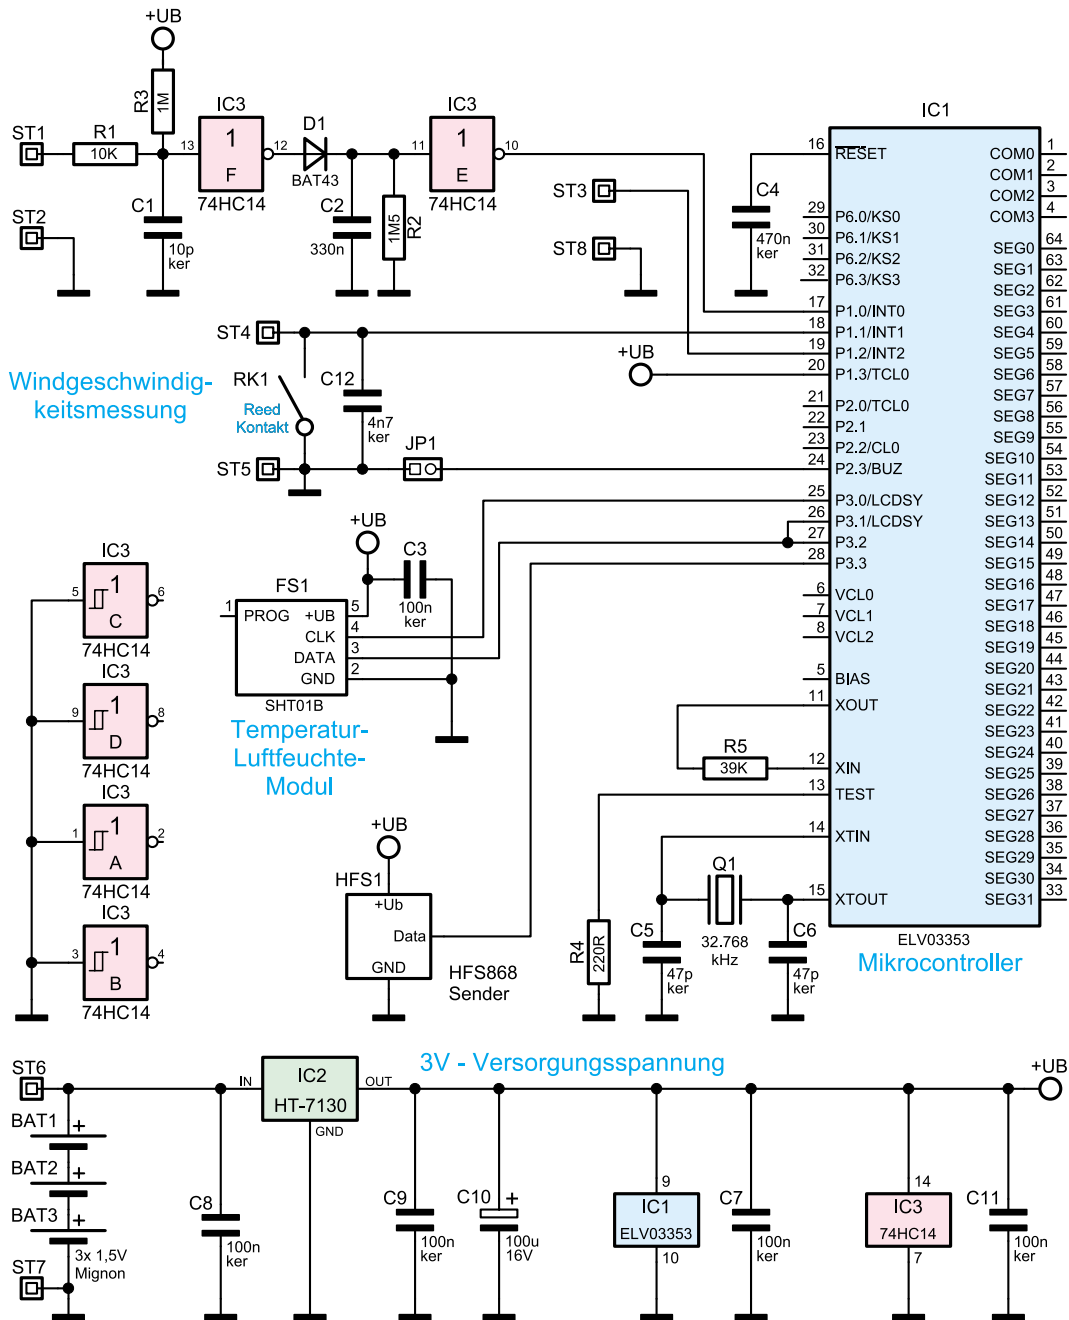 +UB
R3
1M
ST1
R1
10K
13
IC3
1
F
74HC14
12
D1
BAT43
11
IC3
1
E
74HC14
10
C1
10p
ker
C2
330n
1M5
R2
ST2
ST3
ST8
C4
470n
ker
IC1
16
RESET
29
P6.0/KS0
30
P6.1/KS1
31
P6.2/KS2
32
P6.3/KS3
17
P1.0/INT0
18
P1.1/INT1
19
P1.2/INT2
20
P1.3/TCL0
21
P2.0/TCL0
22
P2.1
23
P2.2/CL0
24
P2.3/BUZ
25
P3.0/LCDSY
26
P3.1/LCDSY
27
P3.2
28
P3.3
6
VCL0
7
VCL1
8
VCL2
5
BIAS
11
XOUT
12
XIN
13
TEST
14
XTIN
15
XTOUT
COM0
1
COM1
2
COM2
3
COM3
4
SEG0
64
SEG1
63
SEG2
62
SEG3
61
SEG4
60
SEG5
59
SEG6
58
SEG7
57
SEG8
56
SEG9
55
SEG10
54
SEG11
53
SEG12
52
SEG13
51
SEG14
50
SEG15
49
SEG16
48
SEG17
47
SEG18
46
SEG19
45
SEG20
44
SEG21
43
SEG22
42
SEG23
41
SEG24
40
SEG25
39
SEG26
38
SEG27
37
SEG28
36
SEG29
35
SEG30
34
SEG31
33
ELV03353
Mikrocontroller
+UB
ST4
Windgeschwindig-
keitsmessung
RK1
Reed
Kontakt
C12
4n7
ker
ST5
JP1
+UB
C3
100n
ker
FS1
1
PROG
+UB
5
CLK
4
DATA
3
GND
2
SHT01B
Temperatur-
Luftfeuchte-
Modul
IC3
5
1
C
6
74HC14
IC3
9
1
D
8
74HC14
IC3
1
1
A
2
74HC14
IC3
3
1
B
4
74HC14
+UB
HFS1
+Ub
Data
GND
HFS868
Sender
R5
39K
R4
220R
C5
47p
ker
Q1
32.768
kHz
C6
47p
ker
3V - Versorgungsspannung
ST6
BAT1
+
BAT2
+
BAT3
+
3x 1,5V
Mignon
ST7
C8
100n
ker
IN
IC2
HT-7130
OUT
GND
C9
100n
ker
C10
+
100u
16V
9
IC1
ELV03353
10
C7
100n
ker
14
IC3
74HC14
7
C11
100n
ker
+UB